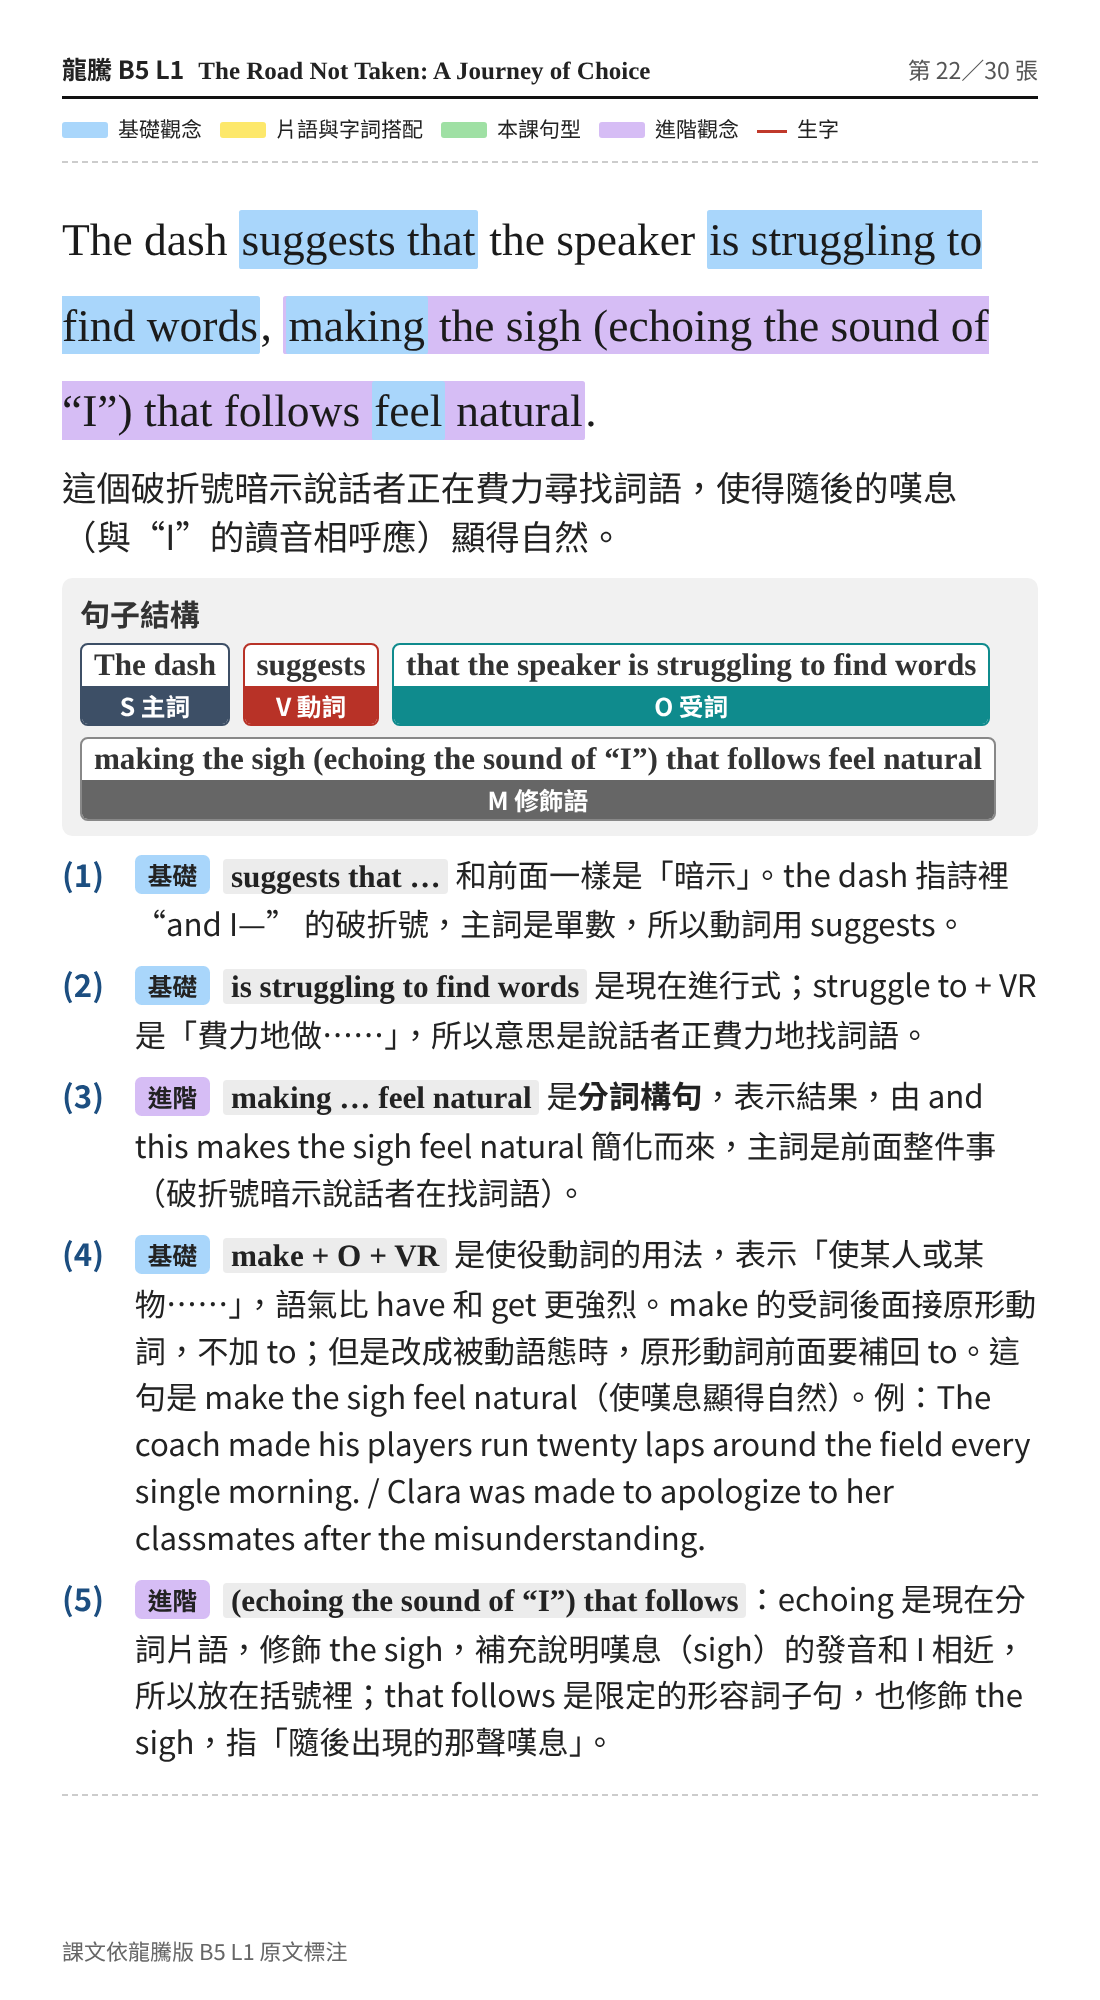 龍騰 B5 L1 The Road Not Taken: A Journey of Choice 第 22／30 張
基礎觀念 片語與字詞搭配 本課句型 進階觀念 生字
The dash suggests that the speaker is struggling to
find words, making the sigh (echoing the sound of
“I”) that follows feel natural.
這個破折號暗示說話者正在費力尋找詞語，使得隨後的嘆息
（與“I”的讀音相呼應）顯得自然。
句子結構
The dash suggests that the speaker is struggling to find words
S 主詞 V 動詞 O 受詞
making the sigh (echoing the sound of “I”) that follows feel natural
M 修飾語
(1) 基礎 suggests that … 和前面一樣是「暗示」。the dash 指詩裡
“and I—” 的破折號，主詞是單數，所以動詞用 suggests。
(2) 基礎 is struggling to find words 是現在進行式；struggle to + VR
是「費力地做……」，所以意思是說話者正費力地找詞語。
(3) 進階 making … feel natural 是分詞構句，表示結果，由 and
this makes the sigh feel natural 簡化而來，主詞是前面整件事
（破折號暗示說話者在找詞語）。
(4) 基礎 make + O + VR 是使役動詞的用法，表示「使某人或某
物……」，語氣比 have 和 get 更強烈。make 的受詞後面接原形動
詞，不加 to；但是改成被動語態時，原形動詞前面要補回 to。這
句是 make the sigh feel natural（使嘆息顯得自然）。例：The
coach made his players run twenty laps around the field every
single morning. / Clara was made to apologize to her
classmates after the misunderstanding.
(5) 進階 (echoing the sound of “I”) that follows ：echoing 是現在分
詞片語，修飾 the sigh，補充說明嘆息（sigh）的發音和 I 相近，
所以放在括號裡；that follows 是限定的形容詞子句，也修飾 the
sigh，指「隨後出現的那聲嘆息」。
課文依龍騰版 B5 L1 原文標注